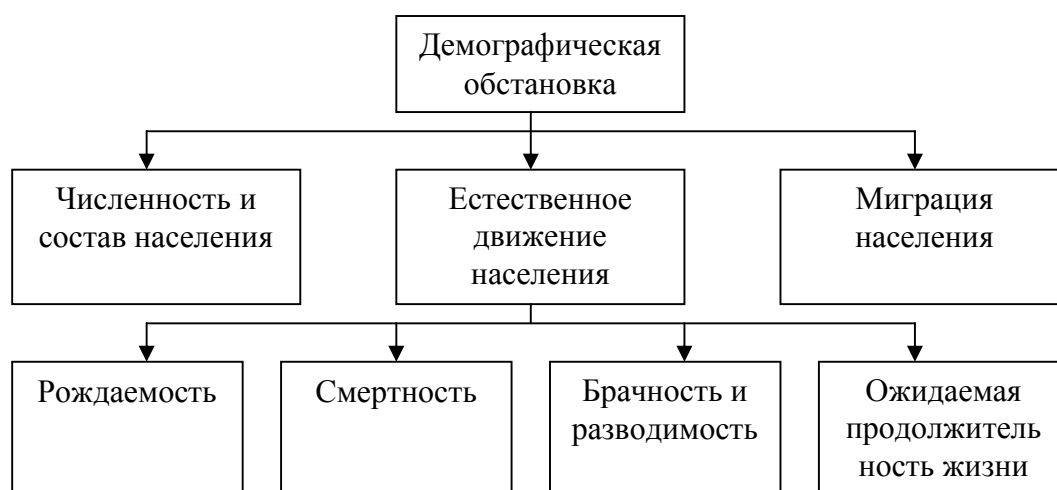 Демографическая
обстановка
Численность и
состав населения
Естественное
движение
населения
Миграция
населения
Рождаемость
Смертность
Брачность и
разводимость
Ожидаемая
продолжитель
ность жизни